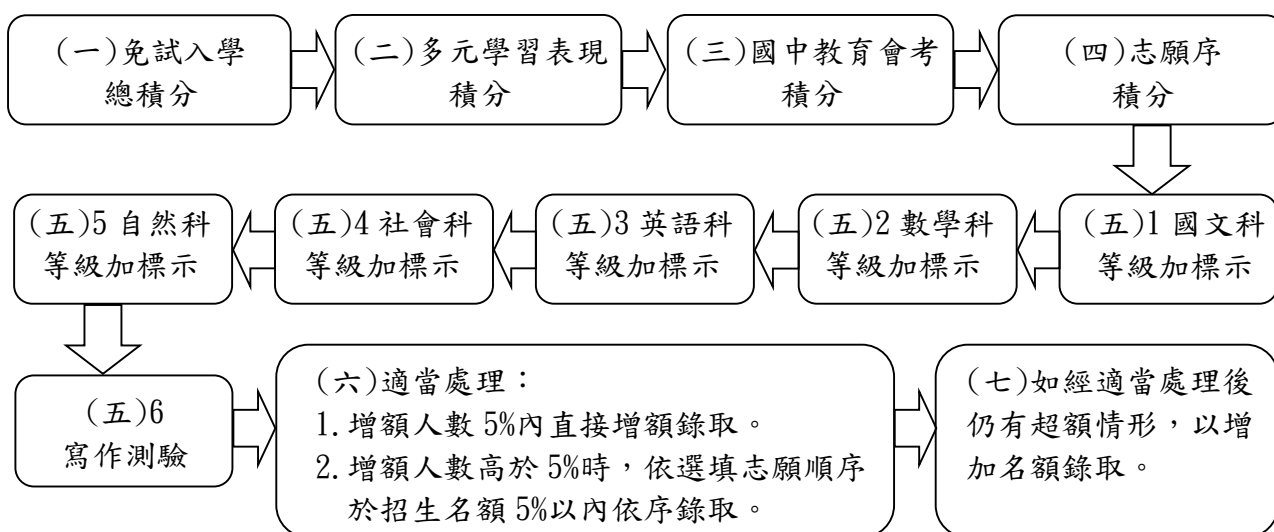 (一)免試入學
總積分
(二)多元學習表現
積分
(三)國中教育會考
積分
(四)志願序
積分
(五)1 國文科
等級加標示
(五)2 數學科
等級加標示
(五)3 英語科
等級加標示
(五)4 社會科
等級加標示
(五)5 自然科
等級加標示
(五)6
寫作測驗
(六)適當處理：
1. 增額人數 5%內直接增額錄取。
2. 增額人數高於 5%時，依選填志願順序
於招生名額 5%以內依序錄取。
(七)如經適當處理後
仍有超額情形，以增
加名額錄取。